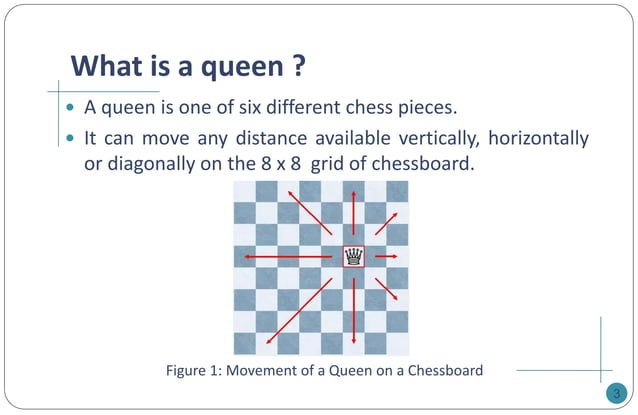 What is a queen ?
A queen is one of six different chess pieces.
It can move any distance available vertically, horizontally
or diagonally on the 8 x 8 grid of chessboard.
Figure 1: Movement of a Queen on a Chessboard
3